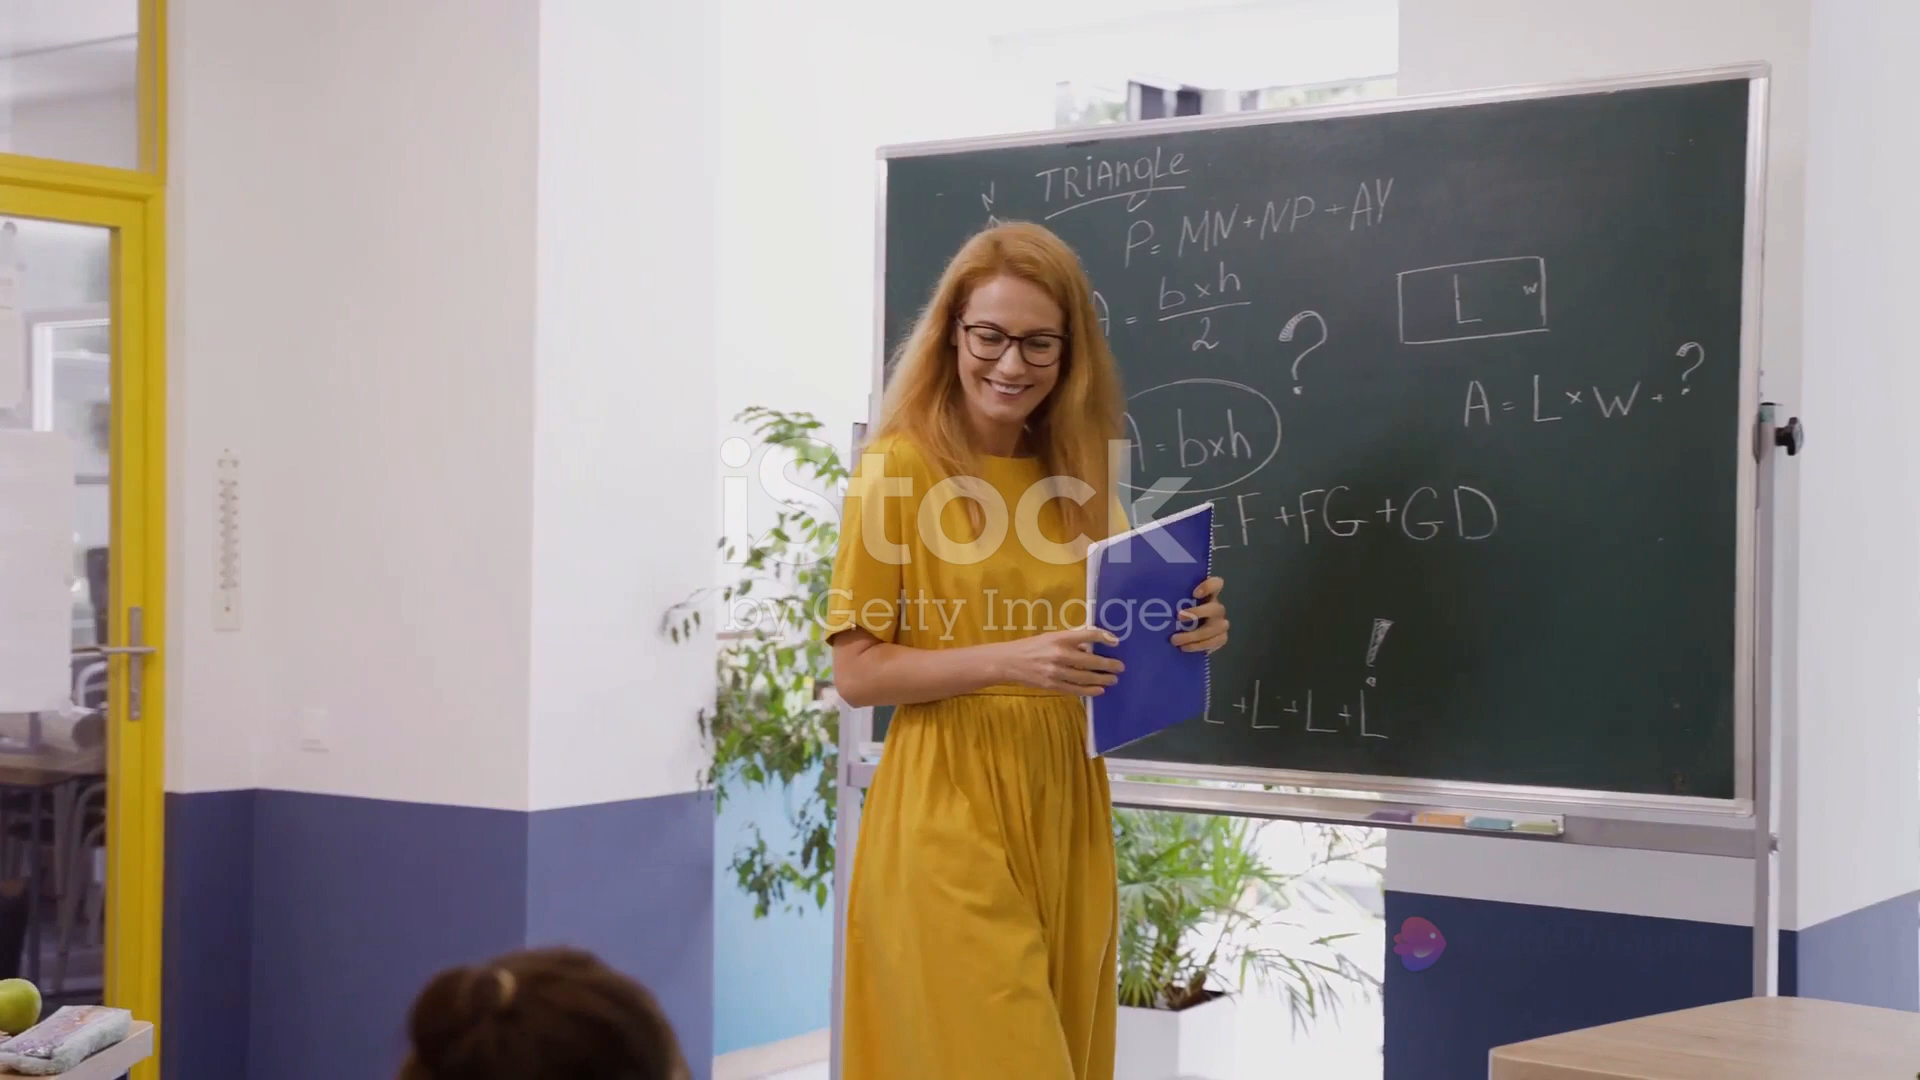 N
TRiAngLe
P = MN + NP + AY
A = b×h
2
?
L w
A = b×h
A = L × W + ?
EF + FG + GD
!
L + L + L + L
iStock
by Getty Images